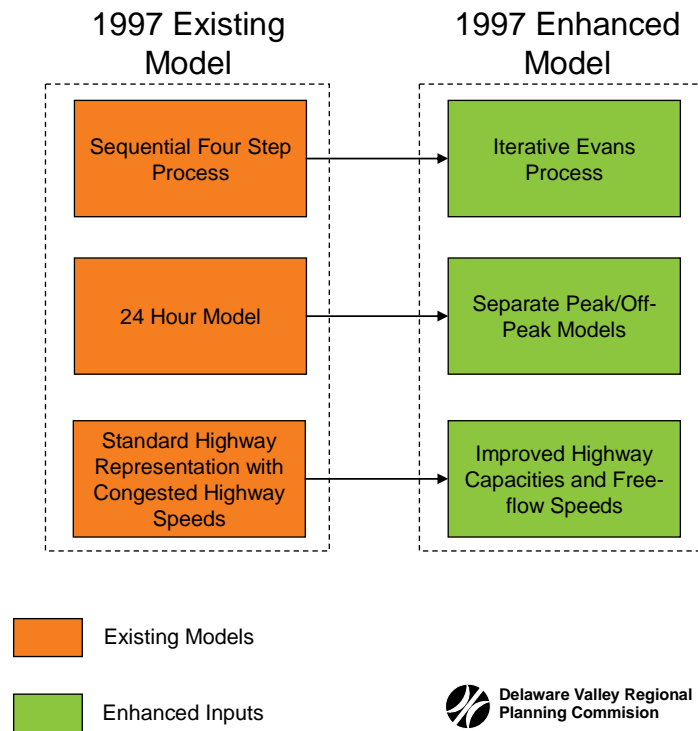 1997 Existing
Model
1997 Enhanced
Model
Sequential Four Step
Process
Iterative Evans
Process
24 Hour Model
Separate Peak/Off-
Peak Models
Standard Highway
Representation with
Congested Highway
Speeds
Improved Highway
Capacities and Free-
flow Speeds
Existing Models
Enhanced Inputs
Delaware Valley Regional
Planning Commision